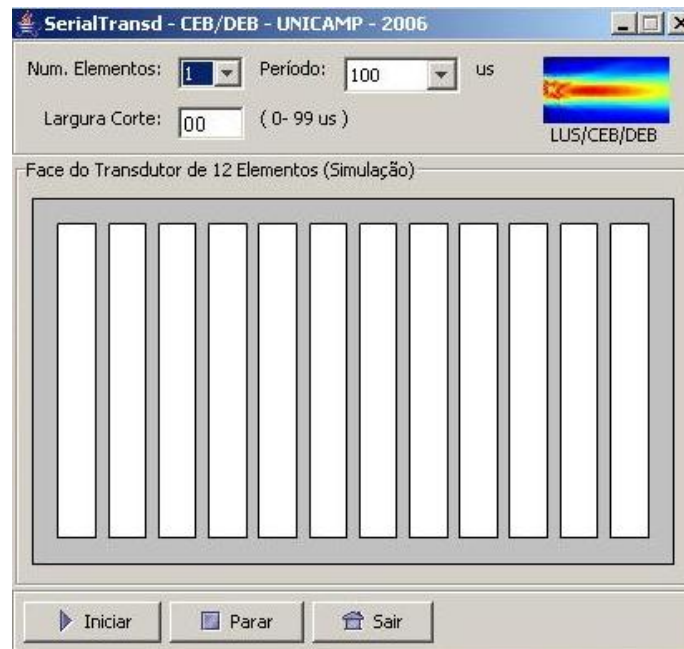 SerialTransd - CEB/DEB - UNICAMP - 2006
Num. Elementos: 1 Período: 100 us
Largura Corte: 00 ( 0- 99 us )
LUS/CEB/DEB
Face do Transdutor de 12 Elementos (Simulação)
Iniciar Parar Sair